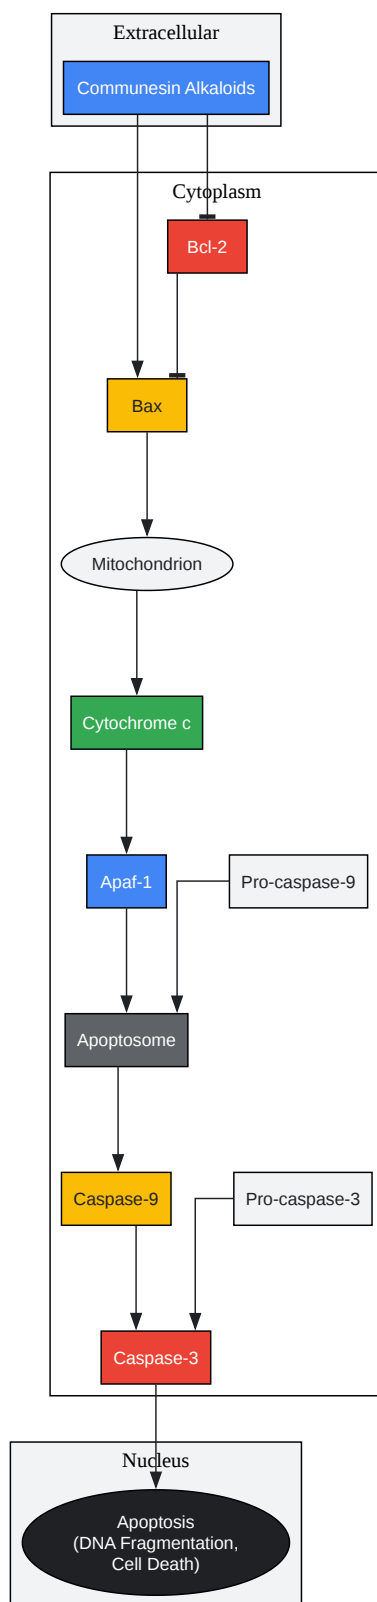 Extracellular
Communesin Alkaloids
Cytoplasm
Bcl-2
Bax
Mitochondrion
Cytochrome c
Apaf-1
Pro-caspase-9
Apoptosome
Caspase-9
Pro-caspase-3
Caspase-3
Nucleus
Apoptosis
(DNA Fragmentation,
Cell Death)